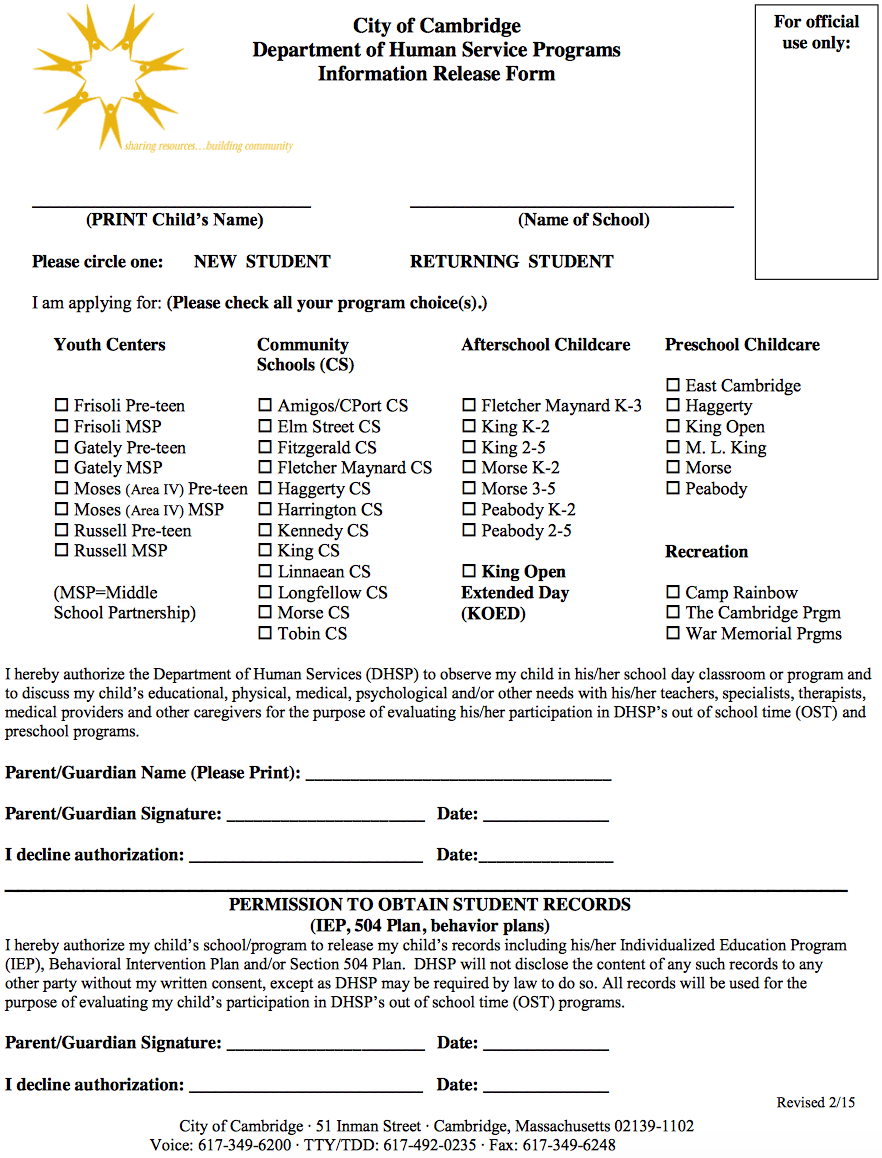 City of Cambridge
Department of Human Service Programs
Information Release Form
For official
use only:
sharing resources...building community
(PRINT Child's Name)
(Name of School)
Please circle one: NEW STUDENT RETURNING STUDENT
I am applying for: (Please check all your program choice(s).)
Youth Centers
☐ Frisoli Pre-teen
☐ Frisoli MSP
☐ Gately Pre-teen
☐ Gately MSP
☐ Moses (Area IV) Pre-teen
☐ Moses (Area IV) MSP
☐ Russell Pre-teen
☐ Russell MSP
(MSP=Middle
School Partnership)
Community
Schools (CS)
☐ Amigos/CPort CS
☐ Elm Street CS
☐ Fitzgerald CS
☐ Fletcher Maynard CS
☐ Haggerty CS
☐ Harrington CS
☐ Kennedy CS
☐ King CS
☐ Linnaean CS
☐ Longfellow CS
☐ Morse CS
☐ Tobin CS
Afterschool Childcare
☐ Fletcher Maynard K-3
☐ King K-2
☐ King 2-5
☐ Morse K-2
☐ Morse 3-5
☐ Peabody K-2
☐ Peabody 2-5
☐ King Open
Extended Day
(KOED)
Preschool Childcare
☐ East Cambridge
☐ Haggerty
☐ King Open
☐ M. L. King
☐ Morse
☐ Peabody
Recreation
☐ Camp Rainbow
☐ The Cambridge Prgm
☐ War Memorial Prgms
I hereby authorize the Department of Human Services (DHSP) to observe my child in his/her school day classroom or program and
to discuss my child's educational, physical, medical, psychological and/or other needs with his/her teachers, specialists, therapists,
medical providers and other caregivers for the purpose of evaluating his/her participation in DHSP's out of school time (OST) and
preschool programs.
Parent/Guardian Name (Please Print): __________________________________
Parent/Guardian Signature: ______________________ Date: ______________
I decline authorization: __________________________ Date:_______________
PERMISSION TO OBTAIN STUDENT RECORDS
(IEP, 504 Plan, behavior plans)
I hereby authorize my child's school/program to release my child's records including his/her Individualized Education Program
(IEP), Behavioral Intervention Plan and/or Section 504 Plan. DHSP will not disclose the content of any such records to any
other party without my written consent, except as DHSP may be required by law to do so. All records will be used for the
purpose of evaluating my child's participation in DHSP's out of school time (OST) programs.
Parent/Guardian Signature: ______________________ Date: ______________
I decline authorization: __________________________ Date: ______________
Revised 2/15
City of Cambridge · 51 Inman Street · Cambridge, Massachusetts 02139-1102
Voice: 617-349-6200 · TTY/TDD: 617-492-0235 · Fax: 617-349-6248